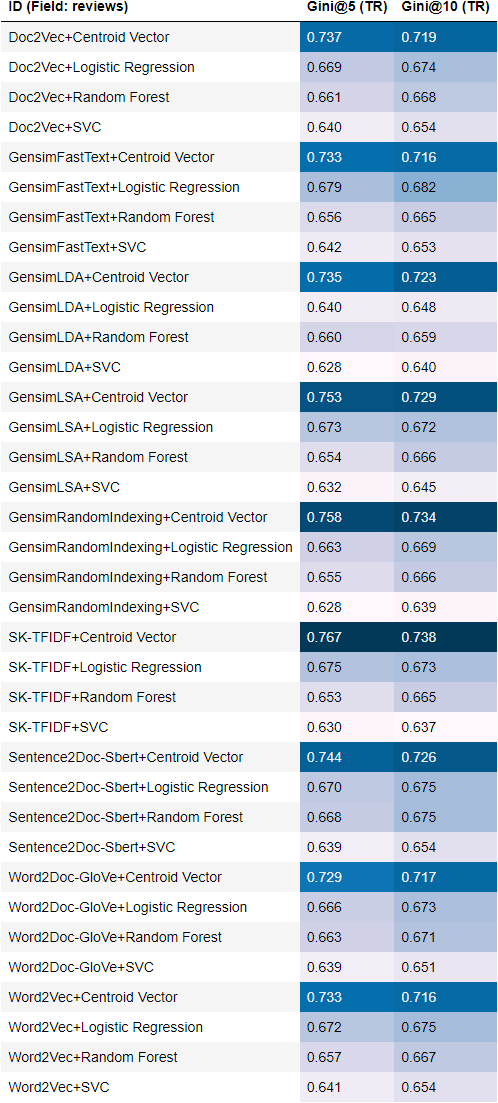 ID (Field: reviews) Gini@5 (TR) Gini@10 (TR)
Doc2Vec+Centroid Vector 0.737 0.719
Doc2Vec+Logistic Regression 0.669 0.674
Doc2Vec+Random Forest 0.661 0.668
Doc2Vec+SVC 0.640 0.654
GensimFastText+Centroid Vector 0.733 0.716
GensimFastText+Logistic Regression 0.679 0.682
GensimFastText+Random Forest 0.656 0.665
GensimFastText+SVC 0.642 0.653
GensimLDA+Centroid Vector 0.735 0.723
GensimLDA+Logistic Regression 0.640 0.648
GensimLDA+Random Forest 0.660 0.659
GensimLDA+SVC 0.628 0.640
GensimLSA+Centroid Vector 0.753 0.729
GensimLSA+Logistic Regression 0.673 0.672
GensimLSA+Random Forest 0.654 0.666
GensimLSA+SVC 0.632 0.645
GensimRandomIndexing+Centroid Vector 0.758 0.734
GensimRandomIndexing+Logistic Regression 0.663 0.669
GensimRandomIndexing+Random Forest 0.655 0.666
GensimRandomIndexing+SVC 0.628 0.639
SK-TFIDF+Centroid Vector 0.767 0.738
SK-TFIDF+Logistic Regression 0.675 0.673
SK-TFIDF+Random Forest 0.653 0.665
SK-TFIDF+SVC 0.630 0.637
Sentence2Doc-Sbert+Centroid Vector 0.744 0.726
Sentence2Doc-Sbert+Logistic Regression 0.670 0.675
Sentence2Doc-Sbert+Random Forest 0.668 0.675
Sentence2Doc-Sbert+SVC 0.639 0.654
Word2Doc-GloVe+Centroid Vector 0.729 0.717
Word2Doc-GloVe+Logistic Regression 0.666 0.673
Word2Doc-GloVe+Random Forest 0.663 0.671
Word2Doc-GloVe+SVC 0.639 0.651
Word2Vec+Centroid Vector 0.733 0.716
Word2Vec+Logistic Regression 0.672 0.675
Word2Vec+Random Forest 0.657 0.667
Word2Vec+SVC 0.641 0.654